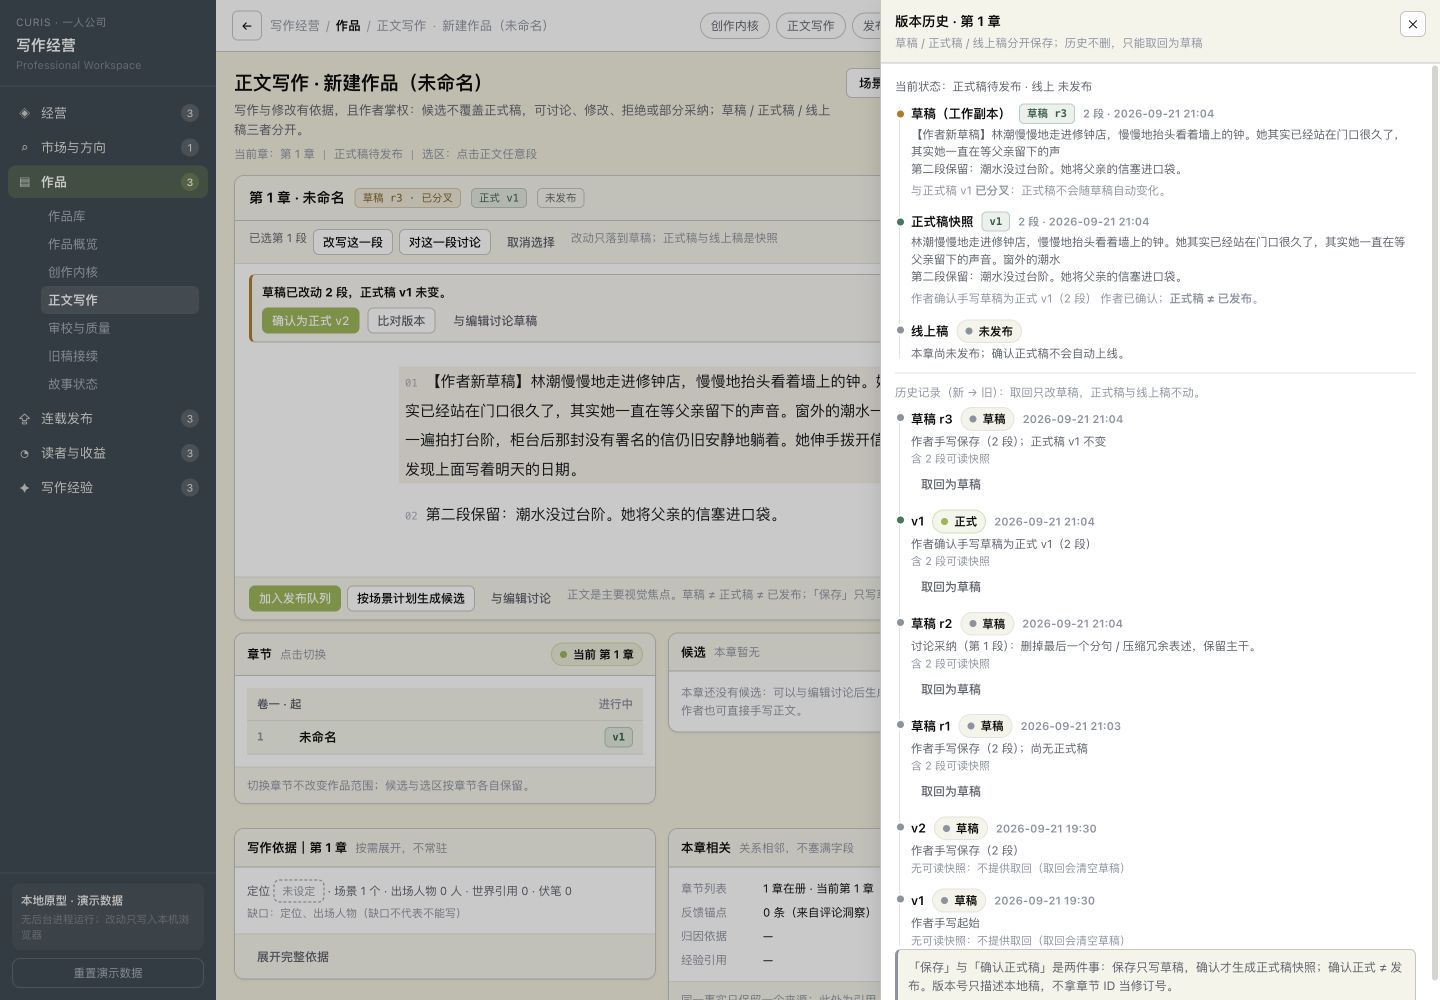 CURIS · 一人公司
写作经营
Professional Workspace
经营 3
市场与方向 1
作品 3
作品库
作品概览
创作内核
正文写作
审校与质量
旧稿接续
故事状态
连载发布 3
读者与收益 3
写作经验 3
本地原型 · 演示数据
无后台进程运行；改动只写入本机浏
览器
重置演示数据
写作经营 / 作品 / 正文写作 · 新建作品（未命名）
创作内核
正文写作
发
正文写作 · 新建作品（未命名）
场景
写作与修改有依据，且作者掌权：候选不覆盖正式稿，可讨论、修改、拒绝或部分采纳；草稿 / 正式稿 / 线上
稿三者分开。
当前章：第 1 章 | 正式稿待发布 | 选区：点击正文任意段
第 1 章 · 未命名 草稿 r3 · 已分叉 正式 v1 未发布
已选第 1 段 改写这一段 对这一段讨论 取消选择 改动只落到草稿；正式稿与线上稿是快照
草稿已改动 2 段，正式稿 v1 未变。
确认为正式 v2 比对版本 与编辑讨论草稿
01 【作者新草稿】林潮慢慢地走进修钟店，慢慢地抬头看着墙上的钟。
实已经站在门口很久了，其实她一直在等父亲留下的声音。窗外的潮水一
一遍拍打台阶，柜台后那封没有署名的信仍旧安静地躺着。她伸手拨开信
发现上面写着明天的日期。
02 第二段保留：潮水没过台阶。她将父亲的信塞进口袋。
加入发布队列 按场景计划生成候选 与编辑讨论 正文是主要视觉焦点。草稿 ≠ 正式稿 ≠ 已发布；「保存」只写
章节 点击切换 当前 第 1 章
卷一 · 起 进行中
1 未命名 v1
切换章节不改变作品范围；候选与选区按章节各自保留。
候选 本章暂无
本章还没有候选：可以与编辑讨论后生
作者也可直接手写正文。
写作依据 | 第 1 章 按需展开，不常驻
定位 未设定 · 场景 1 个 · 出场人物 0 人 · 世界引用 0 · 伏笔 0
缺口：定位、出场人物（缺口不代表不能写）
展开完整依据
本章相关 关系相邻，不塞满字段
章节列表 1 章在册 · 当前第 1 章
反馈锚点 0 条（来自评论洞察）
归因依据 —
经验引用 —
同一事实只保留一个来源；此处为引用
版本历史 · 第 1 章
草稿 / 正式稿 / 线上稿分开保存；历史不删，只能取回为草稿
当前状态：正式稿待发布 · 线上 未发布
草稿（工作副本） 草稿 r3 2 段 · 2026-09-21 21:04
【作者新草稿】林潮慢慢地走进修钟店，慢慢地抬头看着墙上的钟。她其实已经站在门口很久了，
其实她一直在等父亲留下的声
第二段保留：潮水没过台阶。她将父亲的信塞进口袋。
与正式稿 v1 已分叉：正式稿不会随草稿自动变化。
正式稿快照 v1 2 段 · 2026-09-21 21:04
林潮慢慢地走进修钟店，慢慢地抬头看着墙上的钟。她其实已经站在门口很久了，其实她一直在等
父亲留下的声音。窗外的潮水
第二段保留：潮水没过台阶。她将父亲的信塞进口袋。
作者确认手写草稿为正式 v1（2 段） 作者已确认；正式稿 ≠ 已发布。
线上稿 未发布
本章尚未发布；确认正式稿不会自动上线。
历史记录（新 → 旧）：取回只改草稿，正式稿与线上稿不动。
草稿 r3 草稿 2026-09-21 21:04
作者手写保存（2 段）；正式稿 v1 不变
含 2 段可读快照
取回为草稿
v1 正式 2026-09-21 21:04
作者确认手写草稿为正式 v1（2 段）
含 2 段可读快照
取回为草稿
草稿 r2 草稿 2026-09-21 21:04
讨论采纳（第 1 段）：删掉最后一个分句 / 压缩冗余表述，保留主干。
含 2 段可读快照
取回为草稿
草稿 r1 草稿 2026-09-21 21:03
作者手写保存（2 段）；尚无正式稿
含 2 段可读快照
取回为草稿
v2 草稿 2026-09-21 19:30
作者手写保存（2 段）
无可读快照：不提供取回（取回会清空草稿）
v1 草稿 2026-09-21 19:30
作者手写起始
无可读快照：不提供取回（取回会清空草稿）
「保存」与「确认正式稿」是两件事：保存只写草稿，确认才生成正式稿快照；确认正式 ≠ 发
布。版本号只描述本地稿，不拿章节 ID 当修订号。